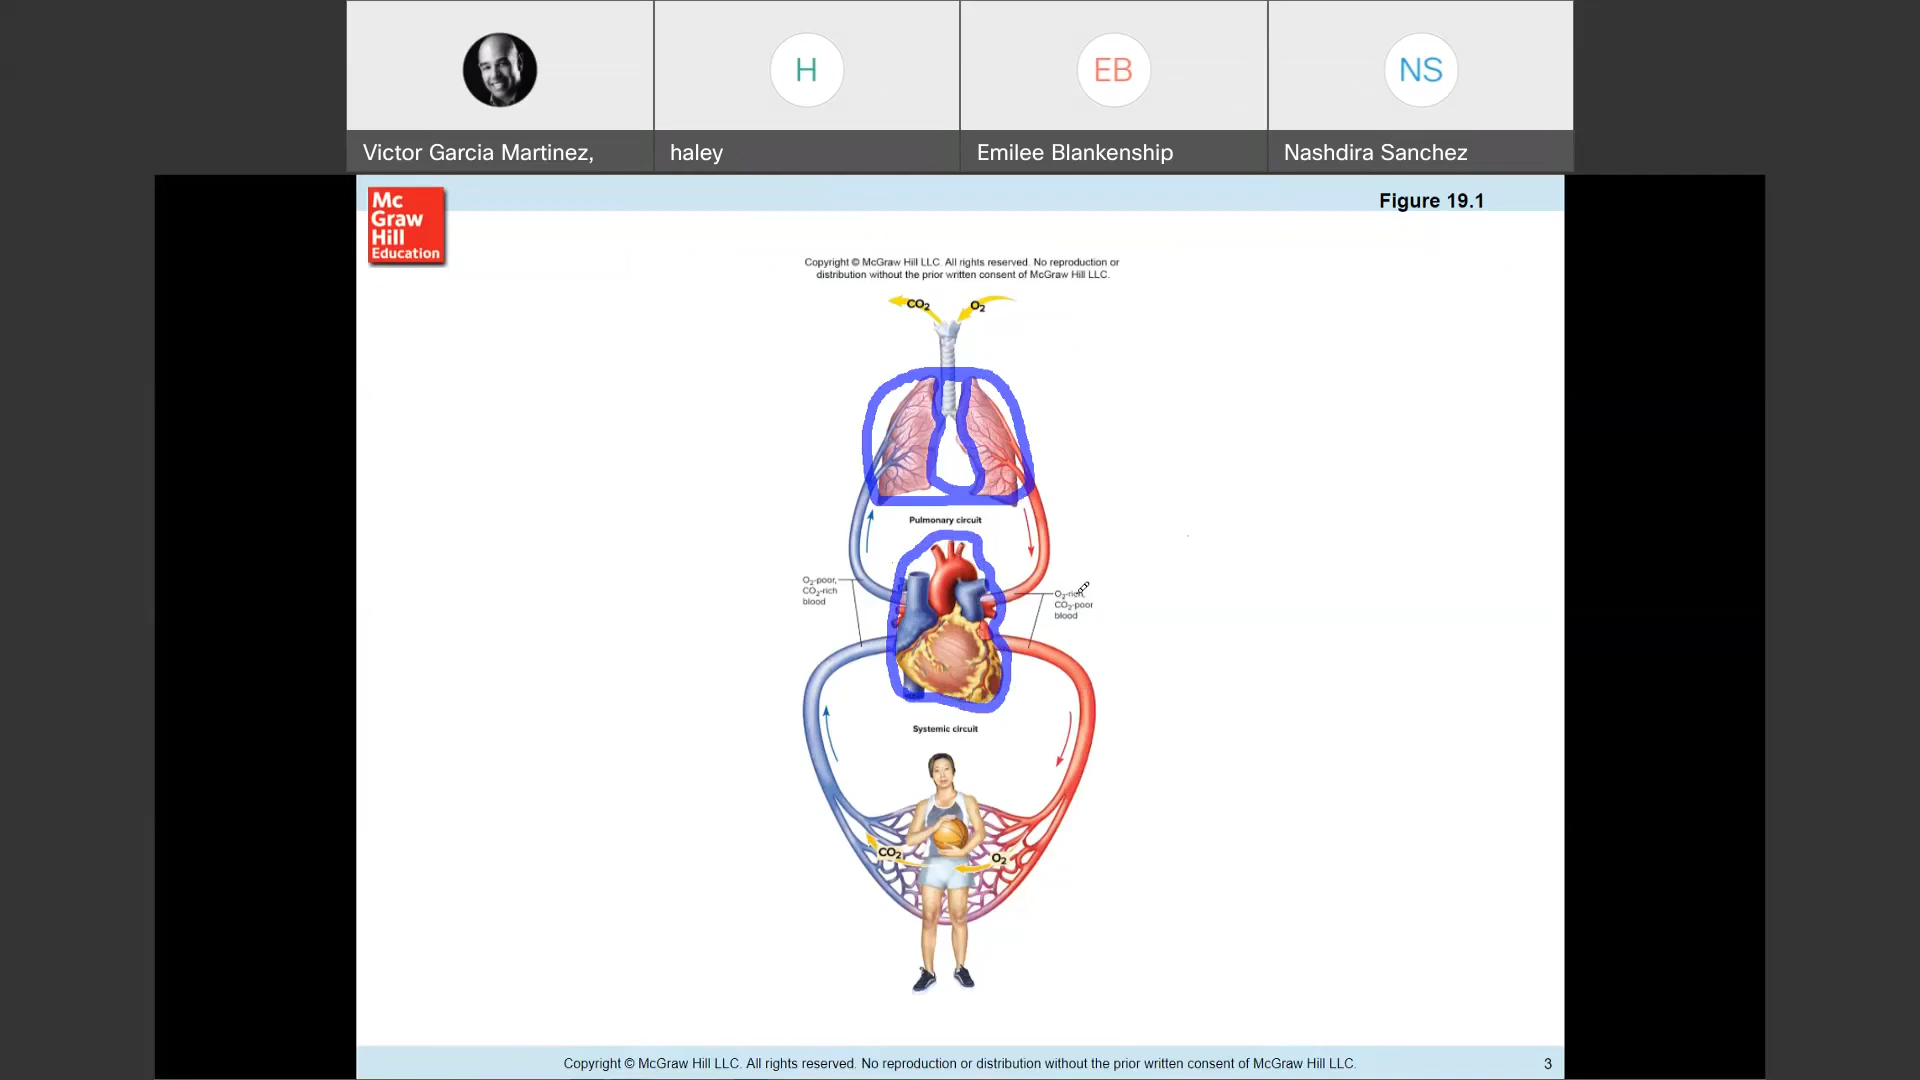 H
EB
NS
Victor Garcia Martinez,
haley
Emilee Blankenship
Nashdira Sanchez
Mc
Graw
Hill
Education
Figure 19.1
Copyright © McGraw Hill LLC. All rights reserved. No reproduction or
distribution without the prior written consent of McGraw Hill LLC.
CO₂
O₂
Pulmonary circuit
O₂-poor,
CO₂-rich
blood
O₂-rich,
CO₂-poor
blood
Systemic circuit
CO₂
O₂
Copyright © McGraw Hill LLC. All rights reserved. No reproduction or distribution without the prior written consent of McGraw Hill LLC.
3